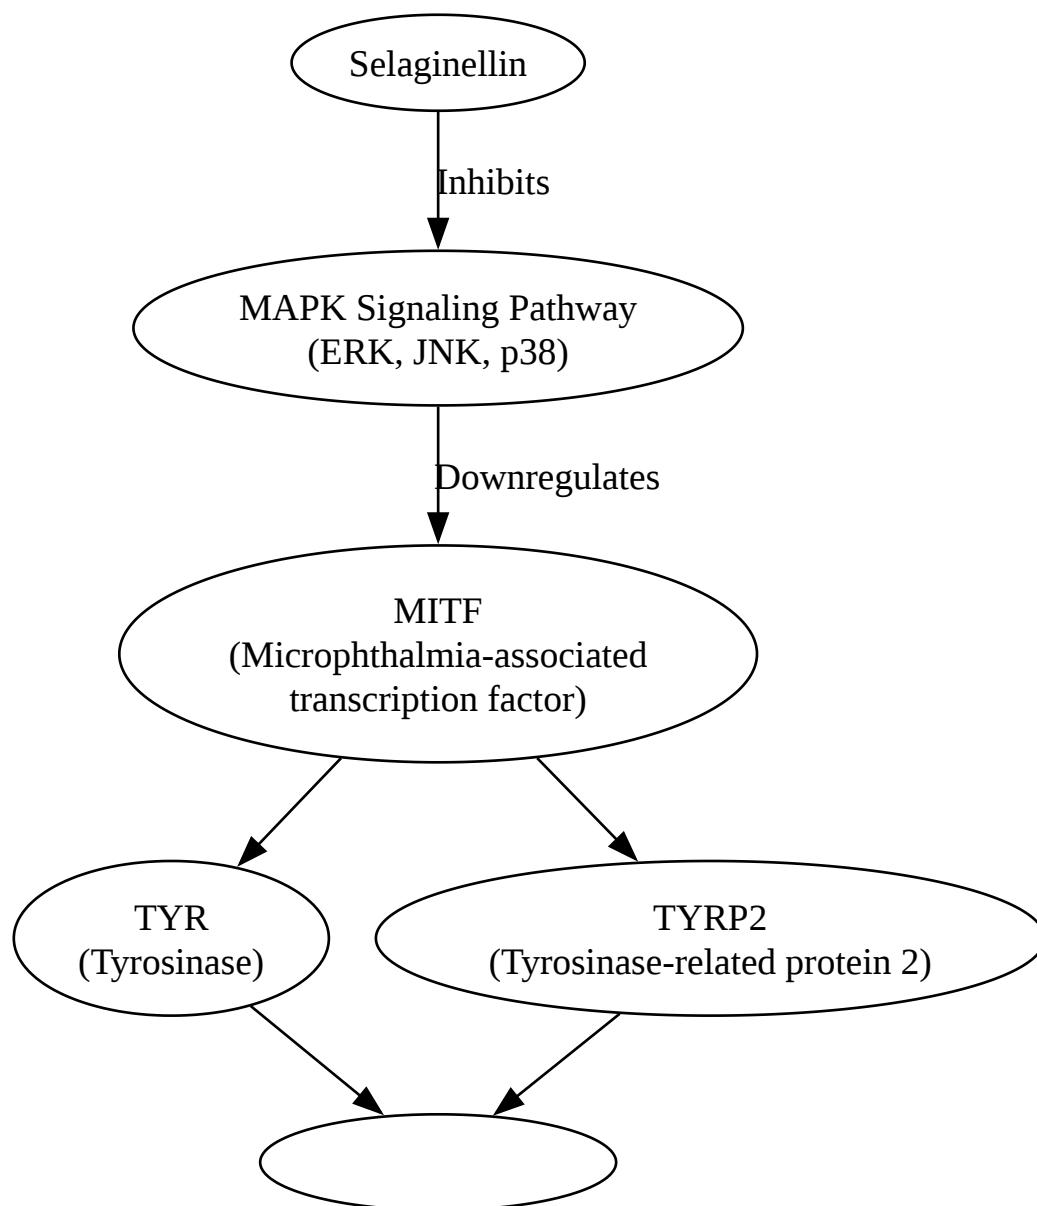 Selaginellin
Inhibits
MAPK Signaling Pathway
(ERK, JNK, p38)
Downregulates
MITF
(Microphthalmia-associated
transcription factor)
TYR
(Tyrosinase)
TYRP2
(Tyrosinase-related protein 2)